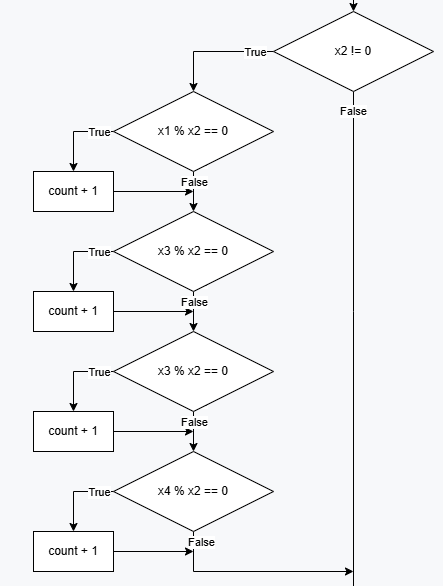 x2 != 0
True
False
x1 % x2 == 0
True
False
count + 1
x3 % x2 == 0
True
False
count + 1
x3 % x2 == 0
True
False
count + 1
x4 % x2 == 0
True
False
count + 1